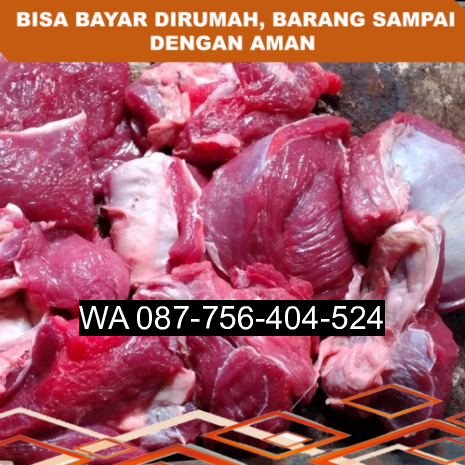 BISA BAYAR DIRUMAH, BARANG SAMPAI
DENGAN AMAN
WA 087-756-404-524